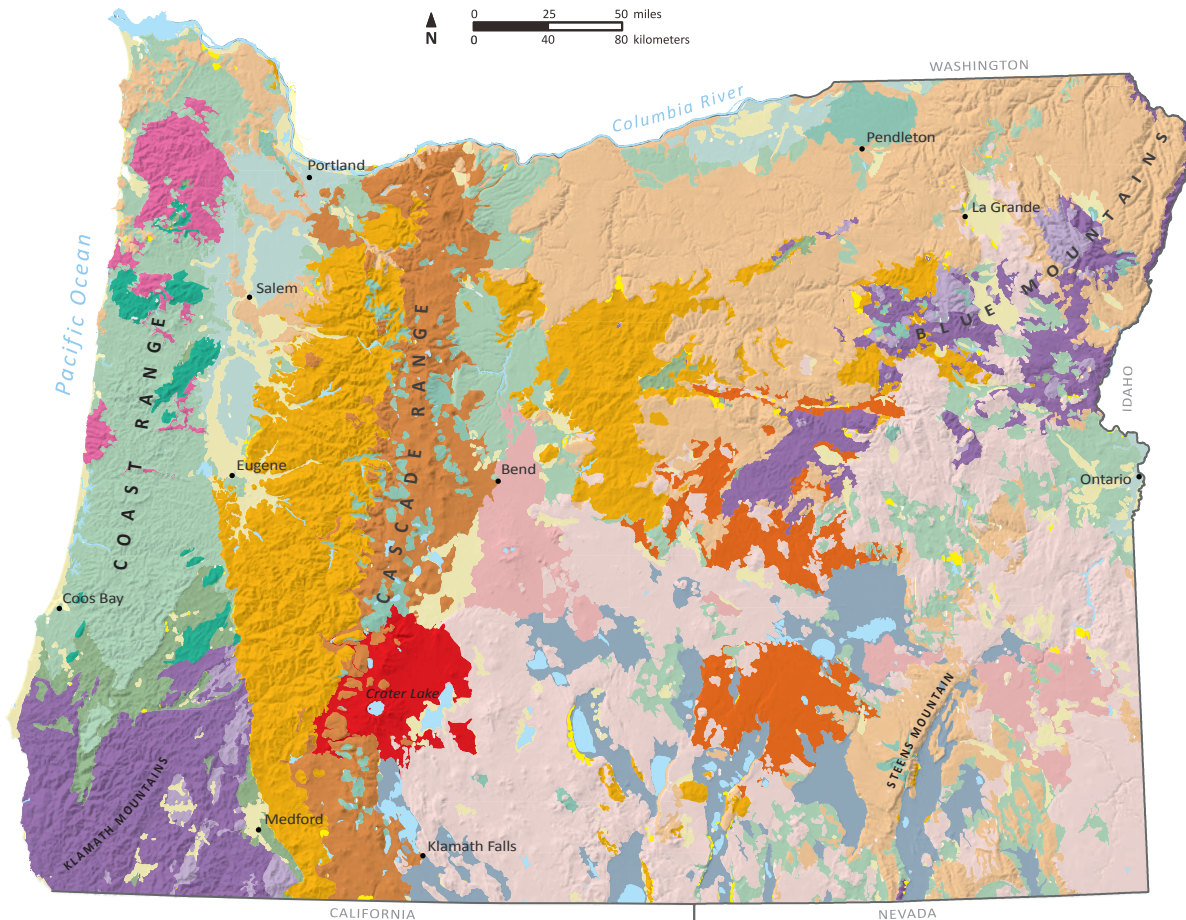 0 25 50 miles
N
0 40 80 kilometers
WASHINGTON
Columbia River
Pendleton
Portland
La Grande
Pacific Ocean
Salem
BLUE MOUNTAINS
COAST RANGE
CASCADE RANGE
IDAHO
Eugene
Bend
Ontario
Coos Bay
Crater Lake
STEENS MOUNTAIN
KLAMATH MOUNTAINS
Medford
Klamath Falls
CALIFORNIA
NEVADA